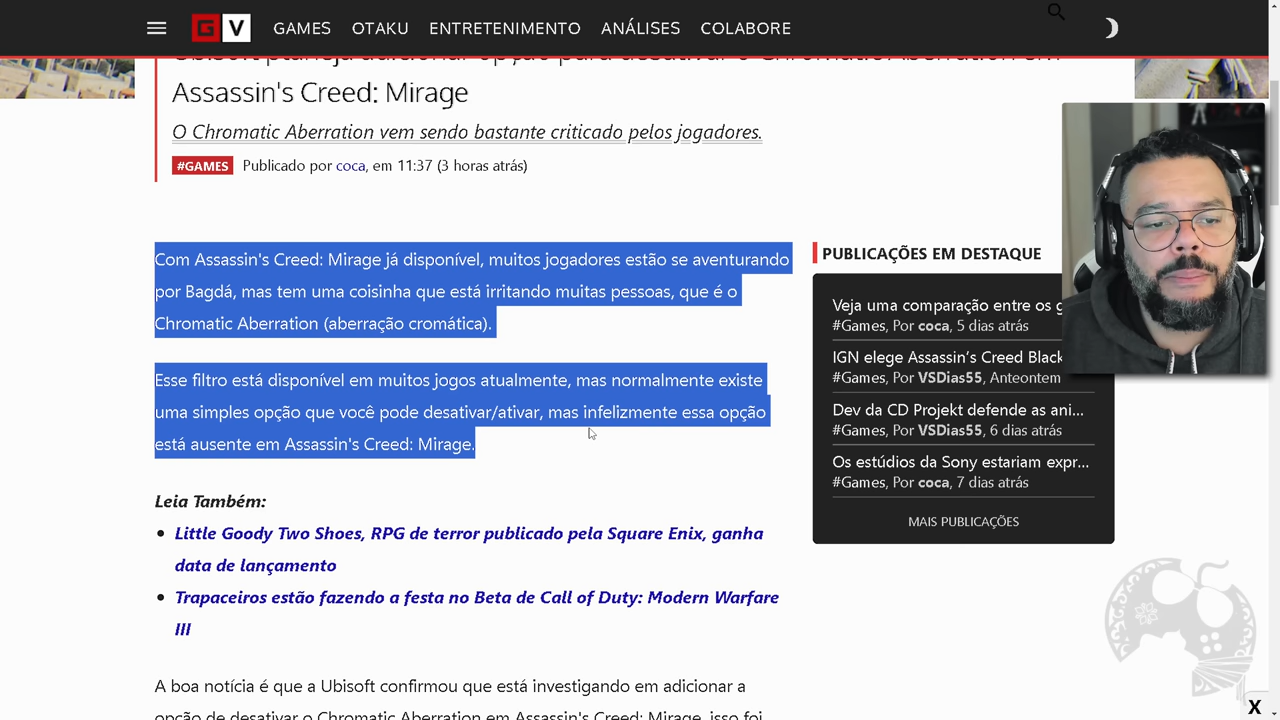 G V GAMES OTAKU ENTRETENIMENTO ANÁLISES COLABORE
Ubisoft planeja adicionar opção para desativar o Chromatic Aberration em
Assassin's Creed: Mirage
O Chromatic Aberration vem sendo bastante criticado pelos jogadores.
#GAMES Publicado por coca, em 11:37 (3 horas atrás)
Com Assassin's Creed: Mirage já disponível, muitos jogadores estão se aventurando
por Bagdá, mas tem uma coisinha que está irritando muitas pessoas, que é o
Chromatic Aberration (aberração cromática).
Esse filtro está disponível em muitos jogos atualmente, mas normalmente existe
uma simples opção que você pode desativar/ativar, mas infelizmente essa opção
está ausente em Assassin's Creed: Mirage.
Leia Também:
Little Goody Two Shoes, RPG de terror publicado pela Square Enix, ganha
data de lançamento
Trapaceiros estão fazendo a festa no Beta de Call of Duty: Modern Warfare
III
A boa notícia é que a Ubisoft confirmou que está investigando em adicionar a
opção de desativar o Chromatic Aberration em Assassin's Creed: Mirage, isso foi
PUBLICAÇÕES EM DESTAQUE
Veja uma comparação entre os g
#Games, Por coca, 5 dias atrás
IGN elege Assassin's Creed Black
#Games, Por VSDias55, Anteontem
Dev da CD Projekt defende as ani...
#Games, Por VSDias55, 6 dias atrás
Os estúdios da Sony estariam expr...
#Games, Por coca, 7 dias atrás
MAIS PUBLICAÇÕES
X